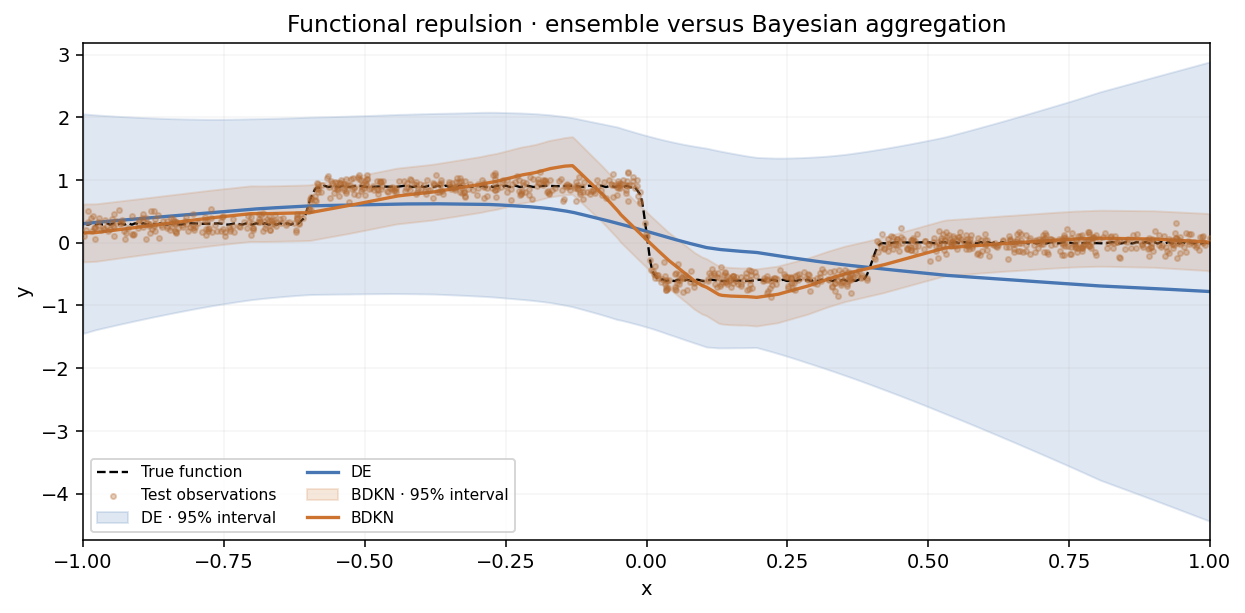 Functional repulsion · ensemble versus Bayesian aggregation
3
2
1
0
−1
−2
−3
−4
y
True function
Test observations
DE · 95% interval
DE
BDKN · 95% interval
BDKN
−1.00 −0.75 −0.50 −0.25 0.00 0.25 0.50 0.75 1.00
x